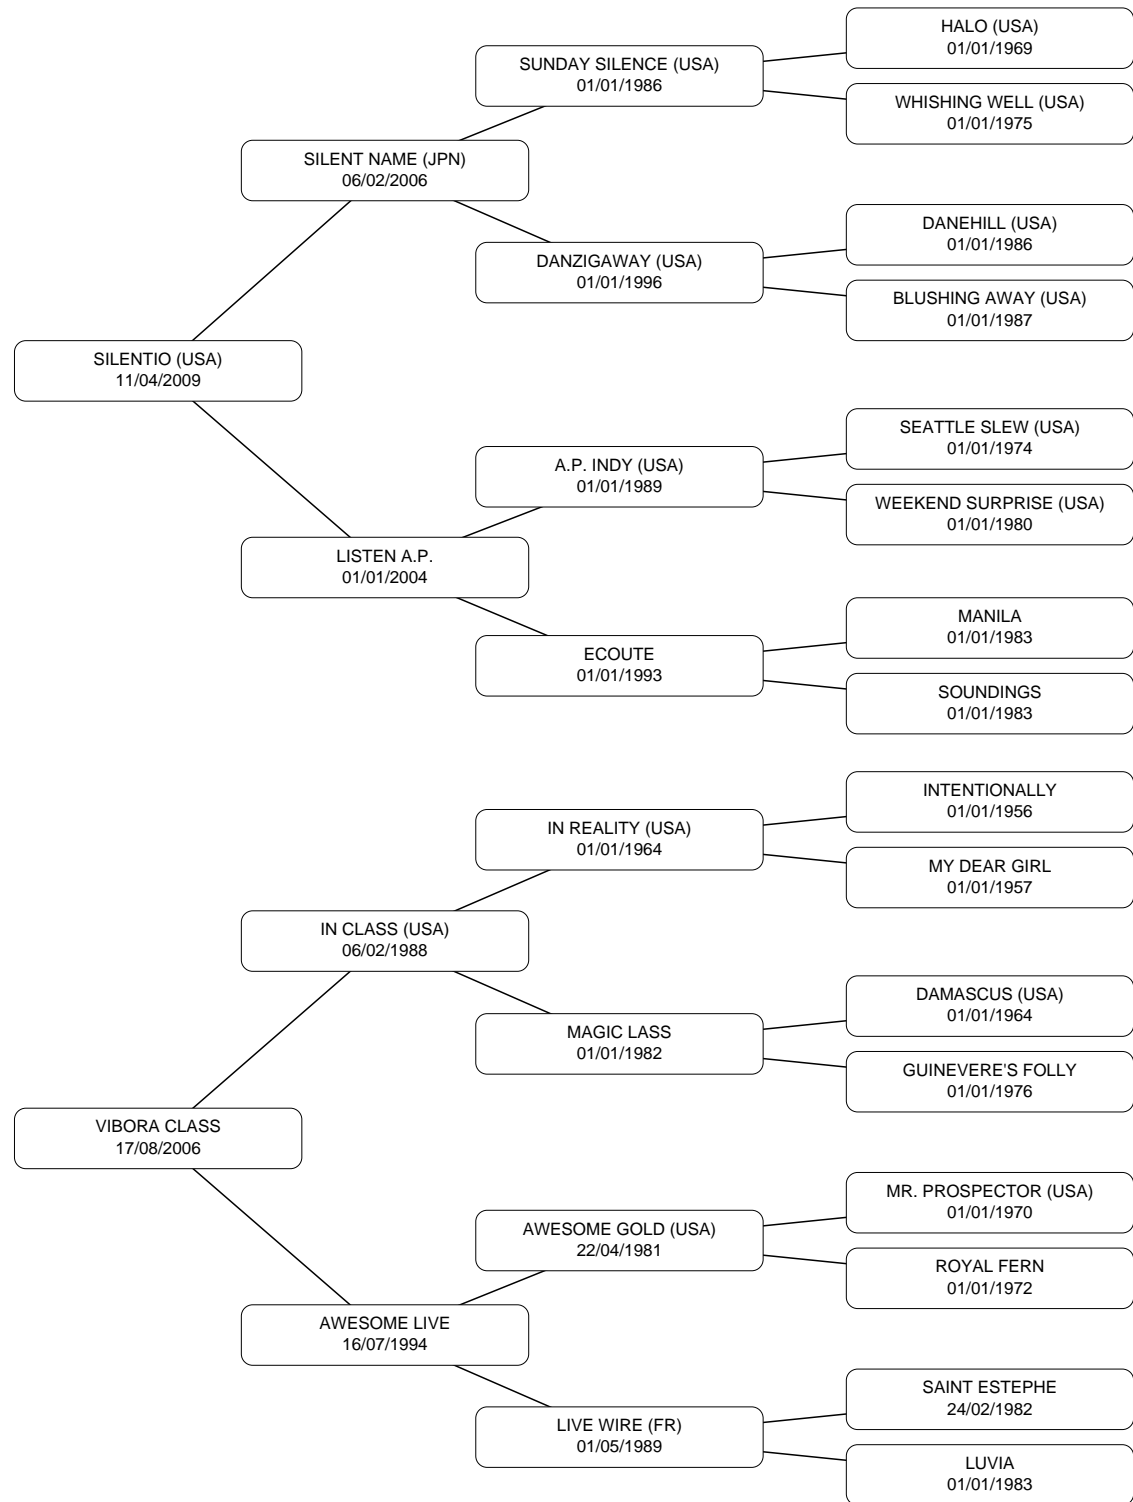 HALO (USA)
01/01/1969
SUNDAY SILENCE (USA)
01/01/1986
WHISHING WELL (USA)
01/01/1975
SILENT NAME (JPN)
06/02/2006
DANEHILL (USA)
01/01/1986
DANZIGAWAY (USA)
01/01/1996
BLUSHING AWAY (USA)
01/01/1987
SILENTIO (USA)
11/04/2009
SEATTLE SLEW (USA)
01/01/1974
A.P. INDY (USA)
01/01/1989
WEEKEND SURPRISE (USA)
01/01/1980
LISTEN A.P.
01/01/2004
MANILA
01/01/1983
ECOUTE
01/01/1993
SOUNDINGS
01/01/1983
INTENTIONALLY
01/01/1956
IN REALITY (USA)
01/01/1964
MY DEAR GIRL
01/01/1957
IN CLASS (USA)
06/02/1988
DAMASCUS (USA)
01/01/1964
MAGIC LASS
01/01/1982
GUINEVERE'S FOLLY
01/01/1976
VIBORA CLASS
17/08/2006
MR. PROSPECTOR (USA)
01/01/1970
AWESOME GOLD (USA)
22/04/1981
ROYAL FERN
01/01/1972
AWESOME LIVE
16/07/1994
SAINT ESTEPHE
24/02/1982
LIVE WIRE (FR)
01/05/1989
LUVIA
01/01/1983